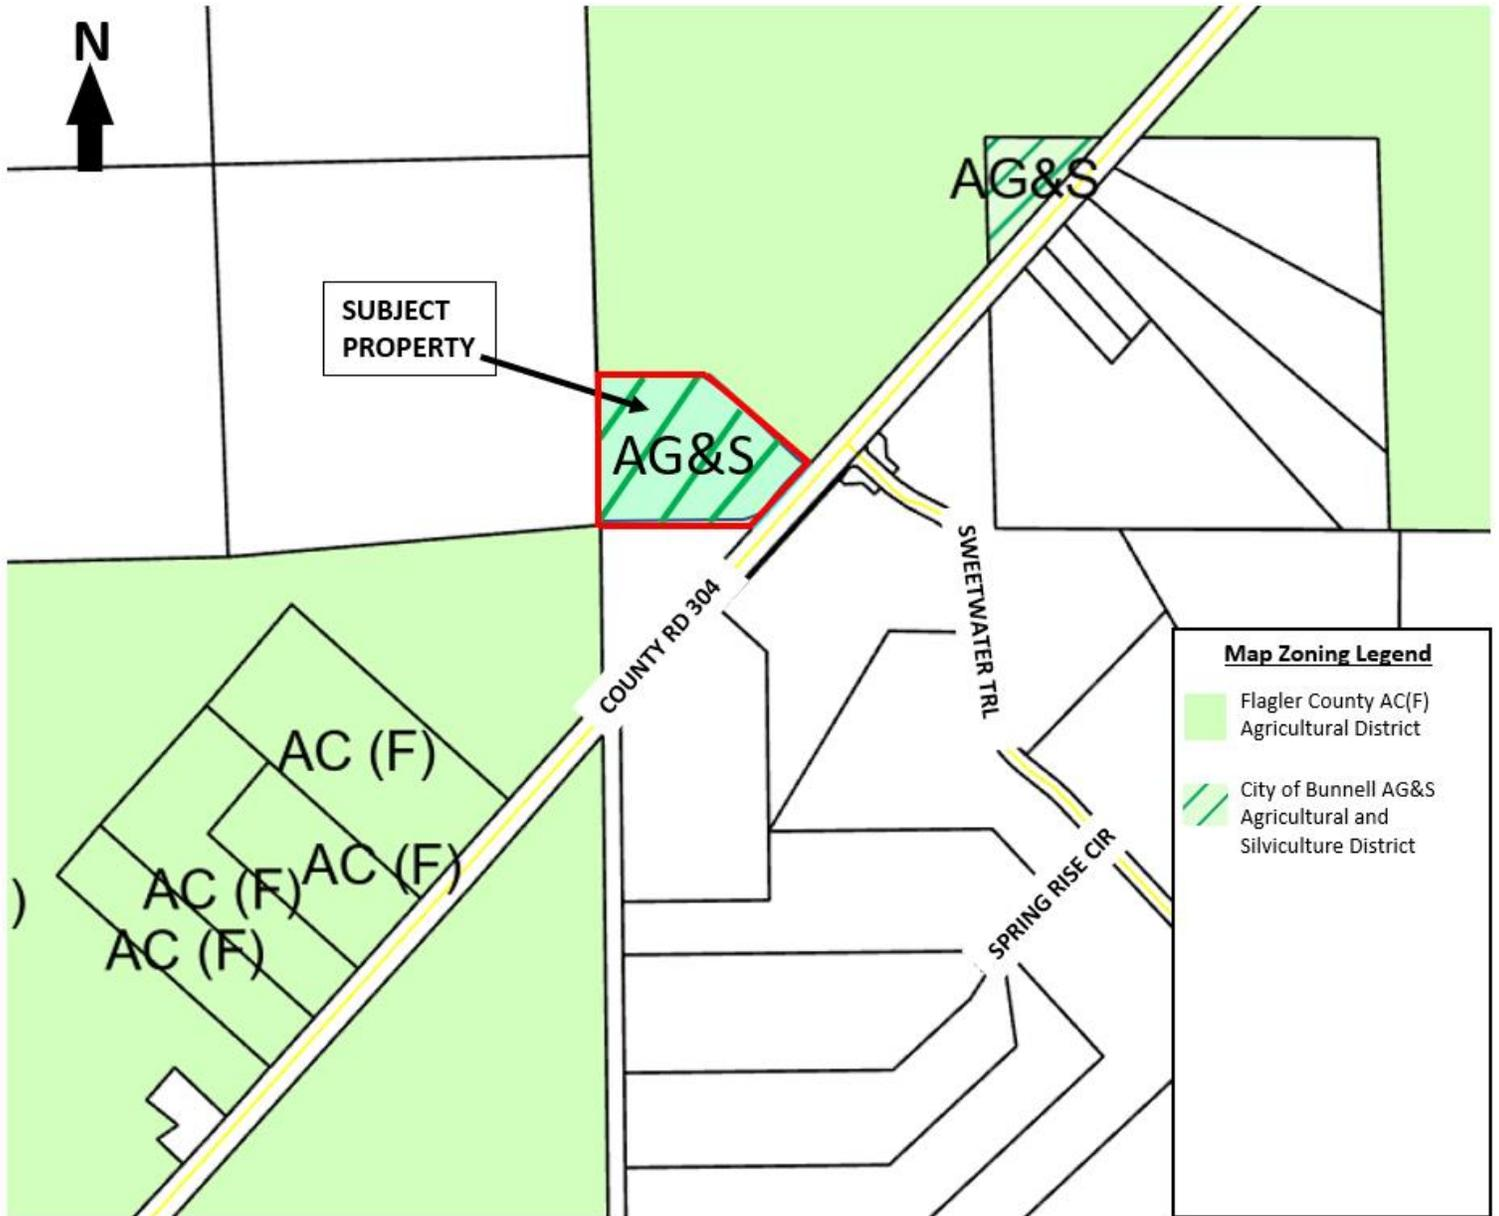 N
AG&S
SUBJECT
PROPERTY
AG&S
SWEETWATER TRL
COUNTY RD 304
Map Zoning Legend
Flagler County AC(F)
Agricultural District
City of Bunnell AG&S
Agricultural and
Silviculture District
AC (F)
AC (F)
AC (F)
AC (F)
)
SPRING RISE CIR